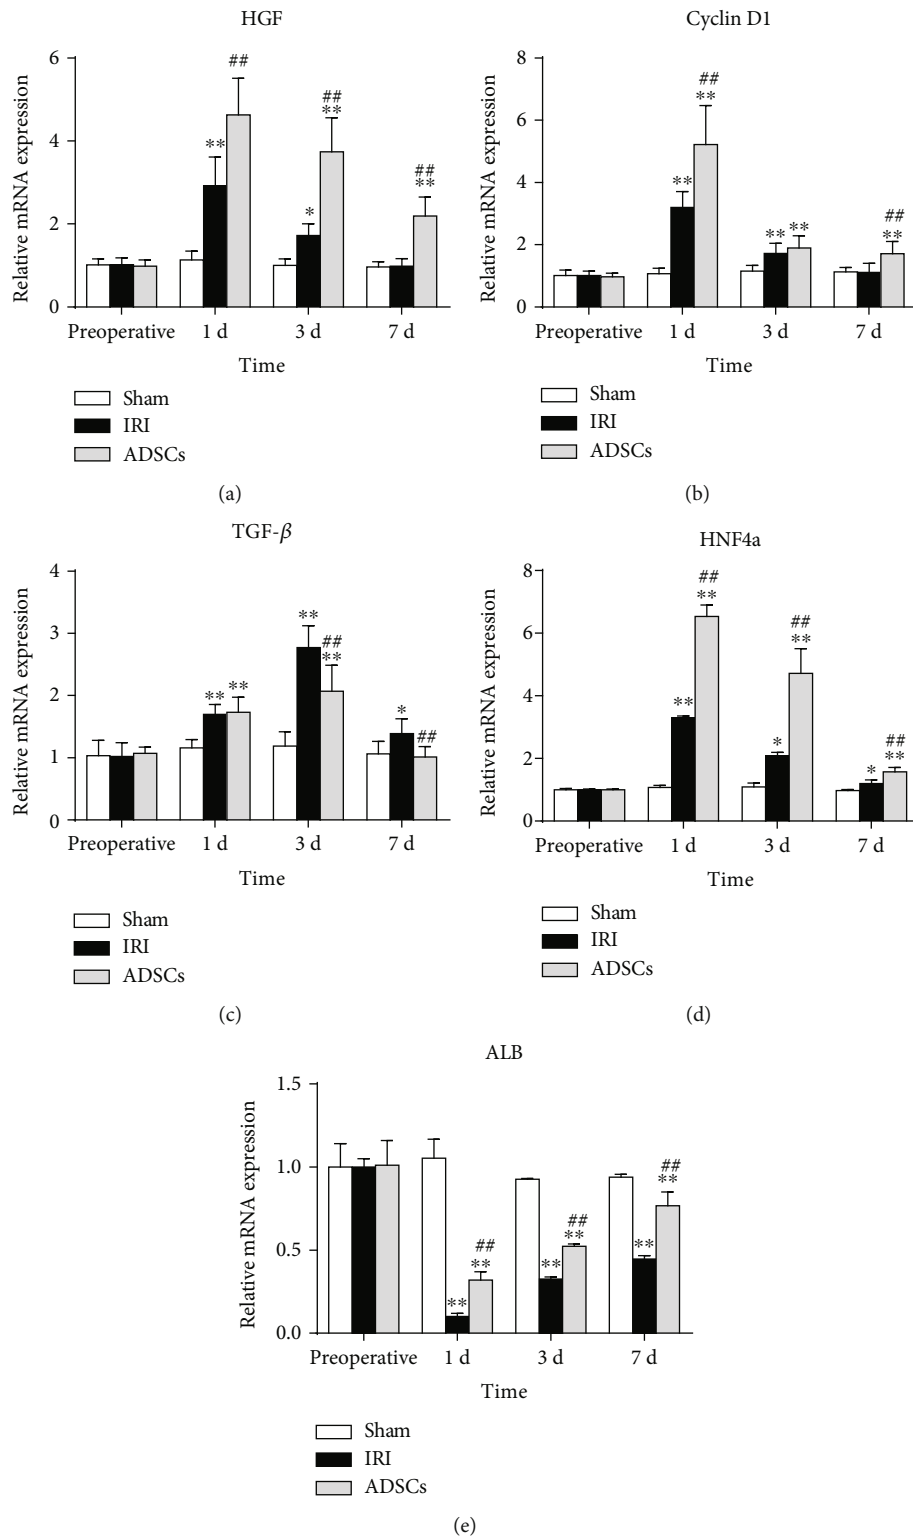 HGF
Relative mRNA expression
6
4
2
0
##
**
##
**
*
##
**
Preoperative 1 d 3 d 7 d
Time
Sham
IRI
ADSCs
(a)
Cyclin D1
Relative mRNA expression
8
6
4
2
0
##
**
**
** **
##
**
Preoperative 1 d 3 d 7 d
Time
Sham
IRI
ADSCs
(b)
TGF-β
Relative mRNA expression
4
3
2
1
0
** **
**
##
**
*
##
Preoperative 1 d 3 d 7 d
Time
Sham
IRI
ADSCs
(c)
HNF4a
Relative mRNA expression
8
6
4
2
0
##
**
**
##
**
*
##
**
*
Preoperative 1 d 3 d 7 d
Time
Sham
IRI
ADSCs
(d)
ALB
Relative mRNA expression
1.5
1.0
0.5
0.0
##
**
**
##
**
**
##
**
**
Preoperative 1 d 3 d 7 d
Time
Sham
IRI
ADSCs
(e)